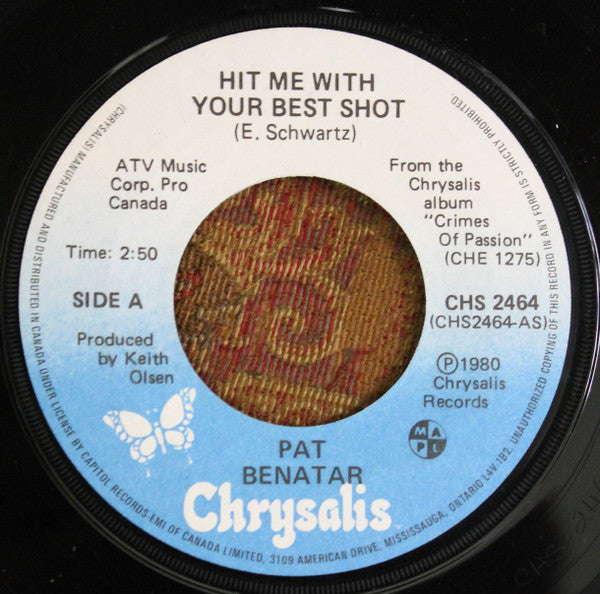 HIT ME WITH
YOUR BEST SHOT
(E. Schwartz)
ATV Music
Corp. Pro
Canada
Time: 2:50
SIDE A
Produced
by Keith
Olsen
From the
Chrysalis
album
"Crimes
Of Passion"
(CHE 1275)
CHS 2464
(CHS2464-AS)
Ⓟ1980
Chrysalis
Records
M A
P L
PAT
BENATAR
Chrysalis
(CHRYSALIS) MANUFACTURED AND DISTRIBUTED IN CANADA UNDER LICENSE BY CAPITOL RECORDS-EMI OF CANADA LIMITED, 3109 AMERICAN DRIVE, MISSISSAUGA, ONTARIO L4V 1B2. UNAUTHORIZED COPYING OF THIS RECORD IN ANY FORM IS STRICTLY PROHIBITED.